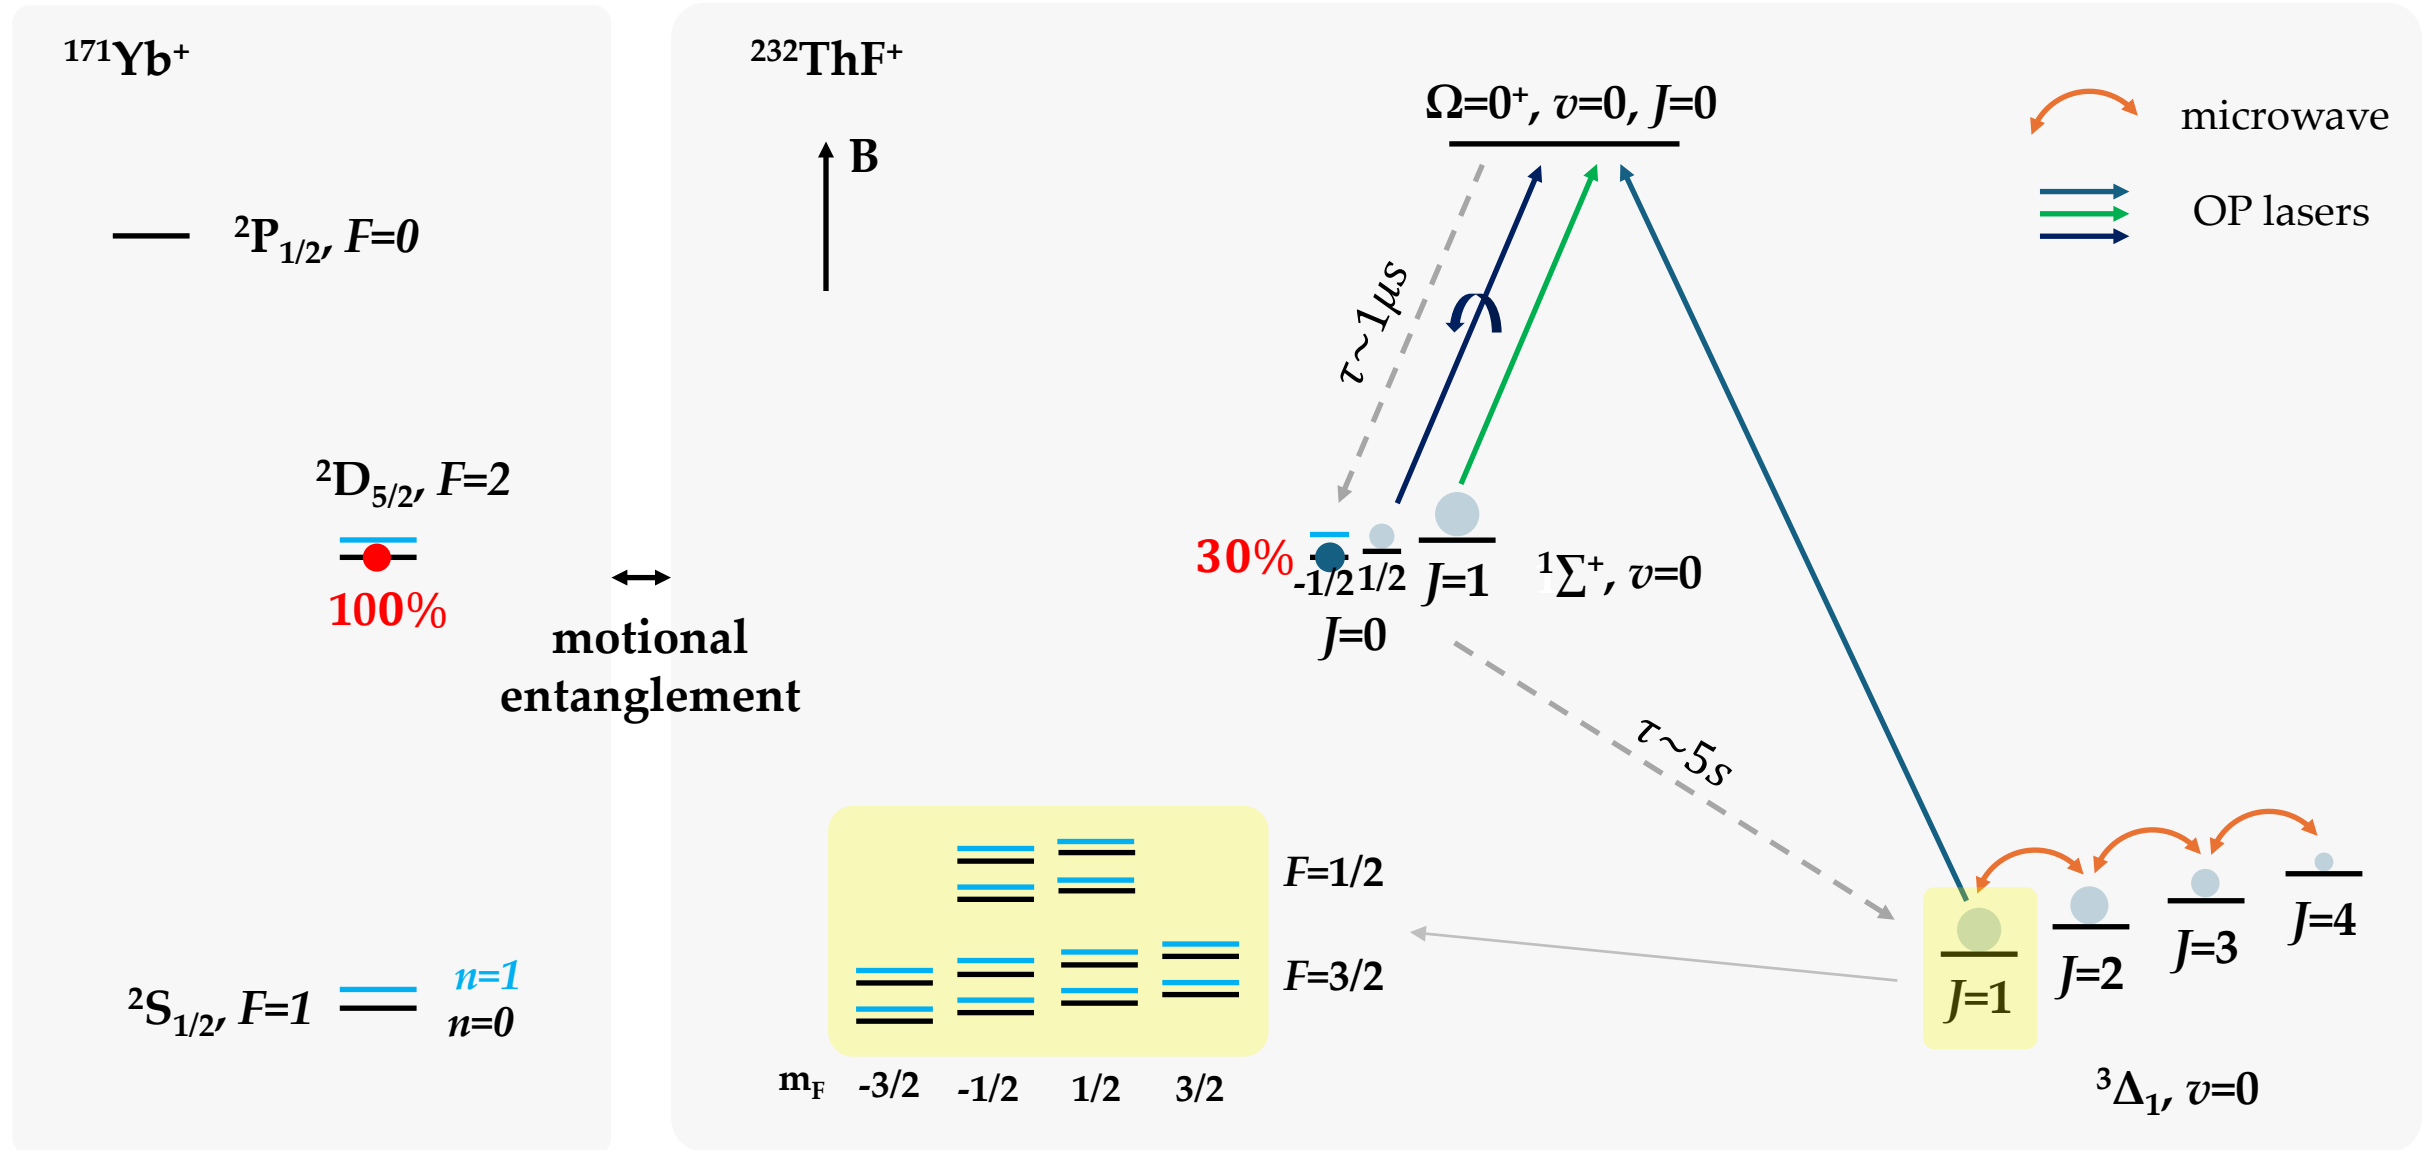 ¹⁷¹Yb⁺
²P₁/₂, F=0
²D₅/₂, F=2
100%
²S₁/₂, F=1
n=1
n=0
motional
entanglement
²³²ThF⁺
B
Ω=0⁺, v=0, J=0
microwave
OP lasers
τ~1μs
30%
-1/2
1/2
J=0
J=1
¹Σ⁺, v=0
τ~5s
F=1/2
F=3/2
m_F
-3/2
-1/2
1/2
3/2
J=1
J=2
J=3
J=4
³Δ₁, v=0